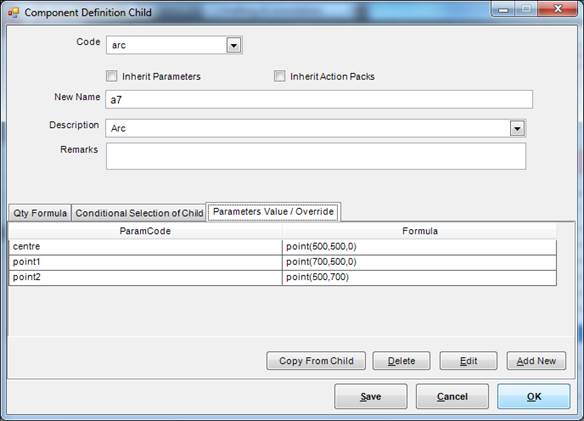 Component Definition Child
Code arc
Inherit Parameters Inherit Action Packs
New Name a7
Description Arc
Remarks
Qty Formula Conditional Selection of Child Parameters Value / Override
ParamCode Formula
centre point(500,500,0)
point1 point(700,500,0)
point2 point(500,700)
Copy From Child Delete Edit Add New
Save Cancel OK